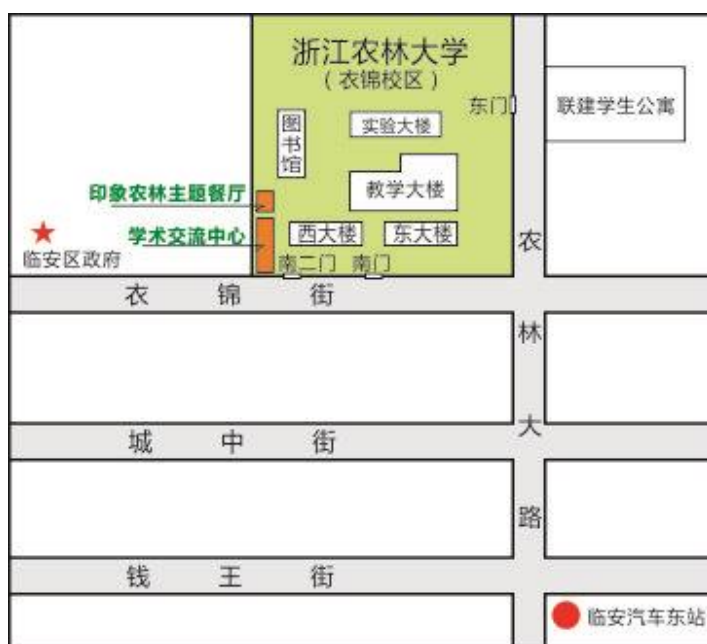 浙江农林大学
（衣锦校区）
东门
联建学生公寓
图书馆
实验大楼
教学大楼
印象农林主题餐厅
学术交流中心
西大楼
东大楼
临安区政府
南二门
南门
衣锦街
农林大路
城中街
钱王街
临安汽车东站